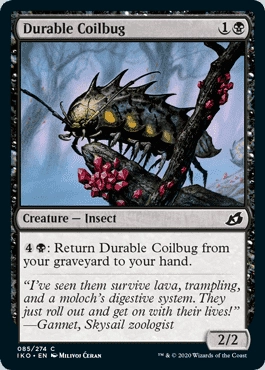 Durable Coilbug 1
Creature — Insect
4 : Return Durable Coilbug from
your graveyard to your hand.
“I’ve seen them survive lava, trampling,
and a moloch’s digestive system. They
just roll out and get on with their lives!”
—Gannet, Skysail zoologist
2/2
085/274 C
IKO • EN Milivoj Ćeran
™ & © 2020 Wizards of the Coast